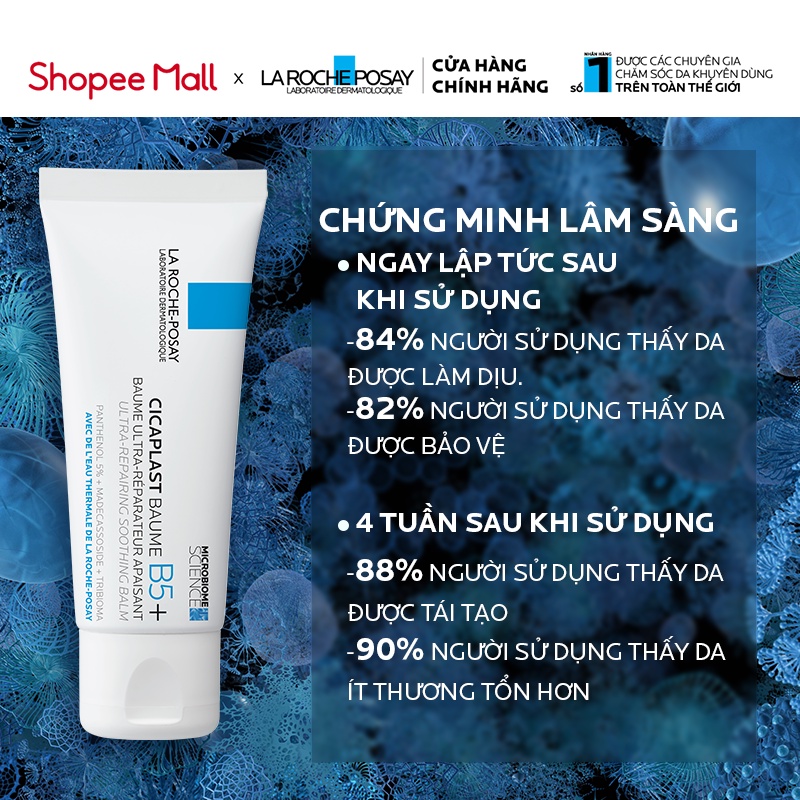 Shopee Mall x LA ROCHE POSAY
LABORATOIRE DERMATOLOGIQUE
CỬA HÀNG
CHÍNH HÃNG
NHÃN HÀNG
SỐ 1
ĐƯỢC CÁC CHUYÊN GIA
CHĂM SÓC DA KHUYÊN DÙNG
TRÊN TOÀN THẾ GIỚI
LA ROCHE-POSAY
LABORATOIRE DERMATOLOGIQUE
CICAPLAST BAUME B5+
BAUME ULTRA-RÉPARATEUR APAISANT
ULTRA-REPAIRING SOOTHING BALM
PANTHENOL 5% + MADECASSOSIDE + TRIBIOMA
AVEC DE L'EAU THERMALE DE LA ROCHE-POSAY
MICROBIOME
SCIENCE
CHỨNG MINH LÂM SÀNG
• NGAY LẬP TỨC SAU
KHI SỬ DỤNG
-84% NGƯỜI SỬ DỤNG THẤY DA
ĐƯỢC LÀM DỊU.
-82% NGƯỜI SỬ DỤNG THẤY DA
ĐƯỢC BẢO VỆ
• 4 TUẦN SAU KHI SỬ DỤNG
-88% NGƯỜI SỬ DỤNG THẤY DA
ĐƯỢC TÁI TẠO
-90% NGƯỜI SỬ DỤNG THẤY DA
ÍT THƯƠNG TỔN HƠN